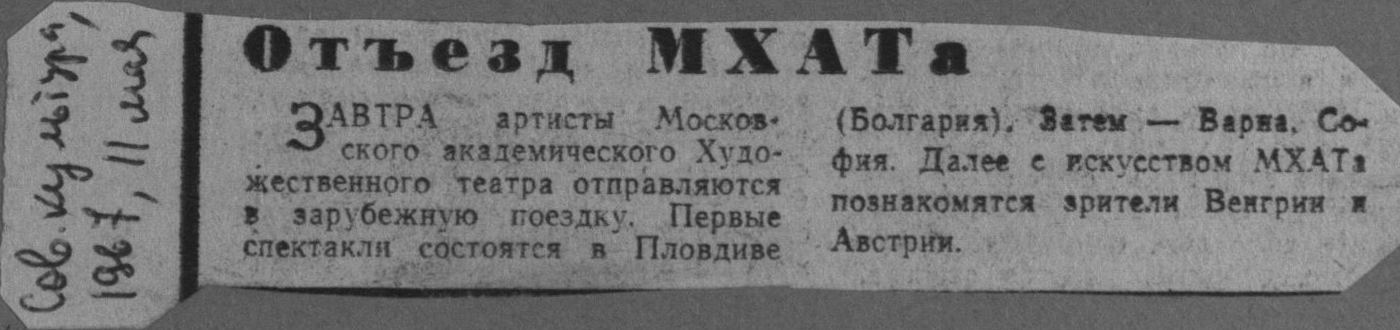 Сов. культура,
1967, 11 мая
Отъезд МХАТа
ЗАВТРА артисты Москов-
ского академического Худо-
жественного театра отправляются
в зарубежную поездку. Первые
спектакли состоятся в Пловдиве
(Болгария). Затем — Варна, Со-
фия. Далее с искусством МХАТа
познакомятся зрители Венгрии и
Австрии.